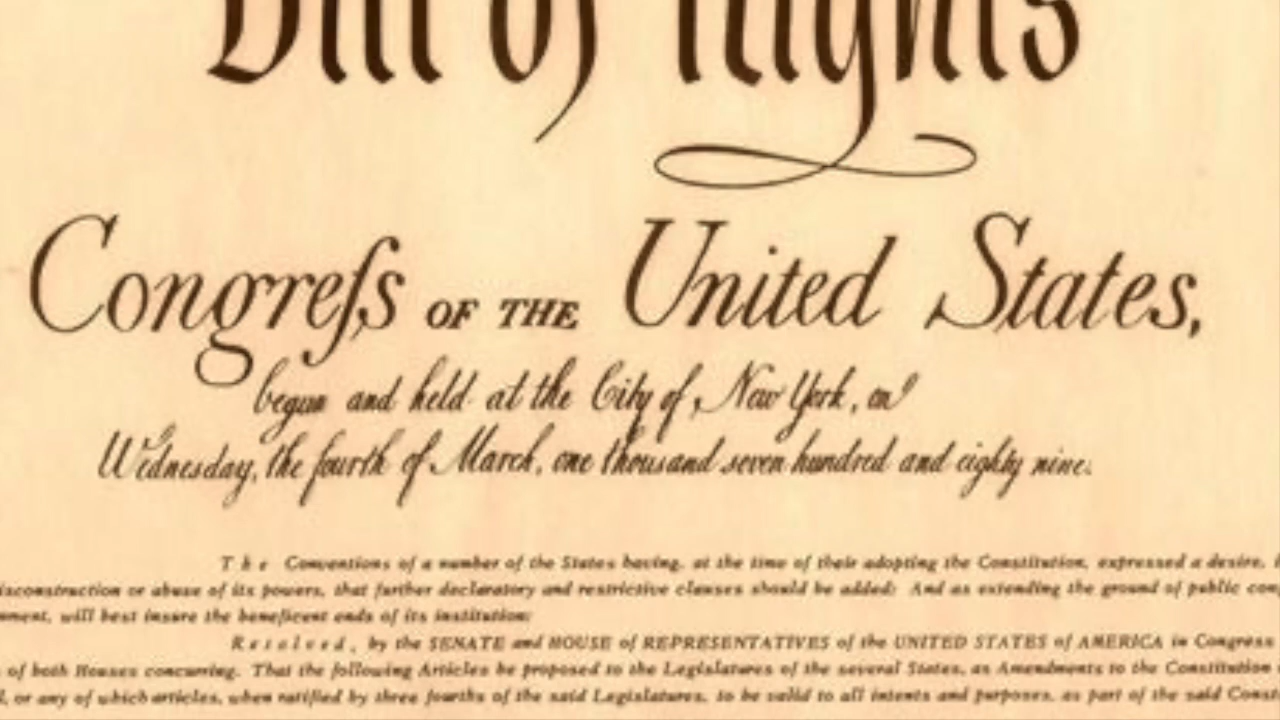 Bill of Rights
Congreſs OF THE United States,
begun and held at the City of New York, on
Wednesday, the fourth of March, one thousand seven hundred and eighty nine.
The Conventions of a number of the States having, at the time of their adopting the Constitution, expressed a desire,
isconstruction or abuse of its powers, that further declaratory and restrictive clauses should be added: And as extending the ground of public con
nment, will best insure the beneficent ends of its institution:
Resolved, by the SENATE and HOUSE of REPRESENTATIVES of the UNITED STATES of AMERICA in Congress
of both Houses concurring. That the following Articles be proposed to the Legislatures of the several States, as Amendments to the Constitution
l, or any of which articles, when ratified by three fourths of the said Legislatures, to be valid to all intents and purposes, as part of the said Const